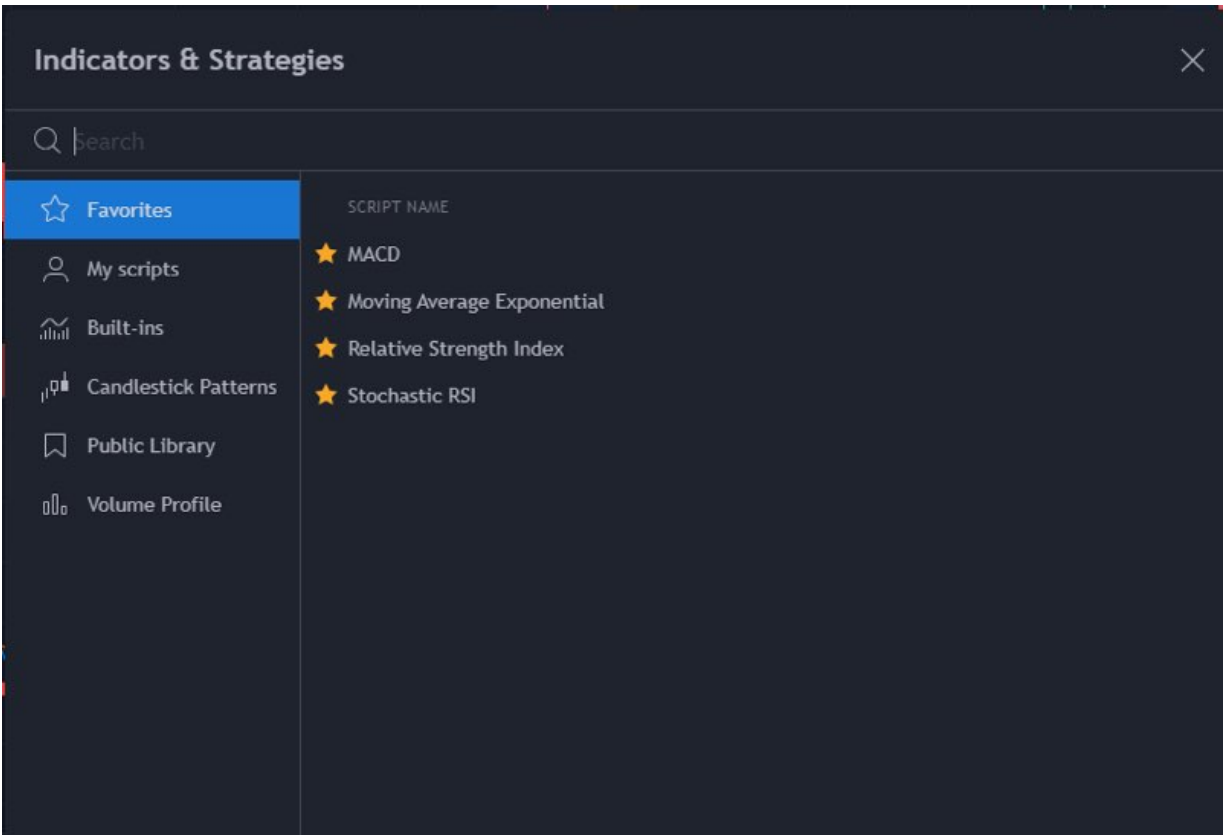 Indicators & Strategies
Search
Favorites
My scripts
Built-ins
Candlestick Patterns
Public Library
Volume Profile
SCRIPT NAME
MACD
Moving Average Exponential
Relative Strength Index
Stochastic RSI